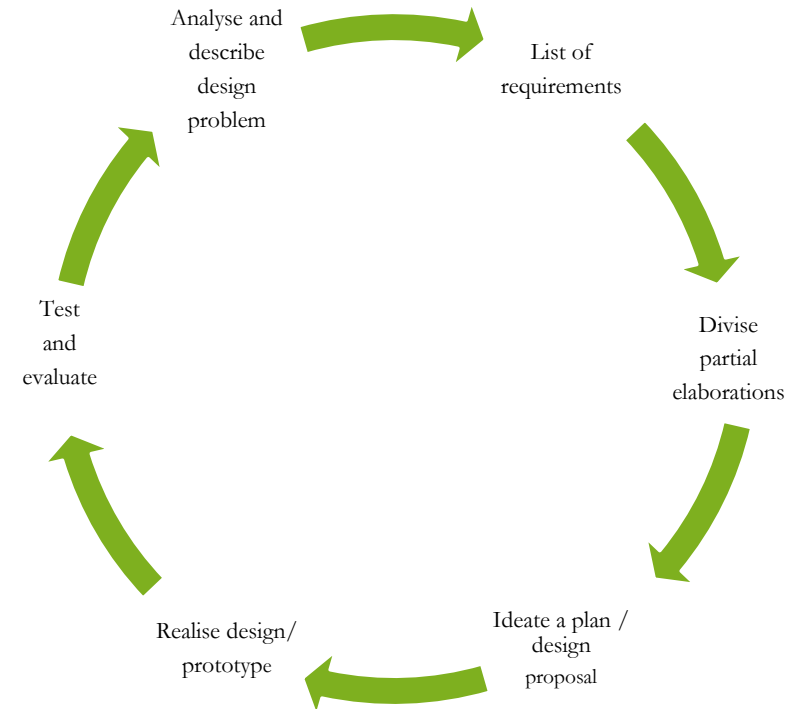 Analyse and
describe
design
problem
List of
requirements
Divise
partial
elaborations
Ideate a plan /
design
proposal
Realise design/
prototype
Test
and
evaluate